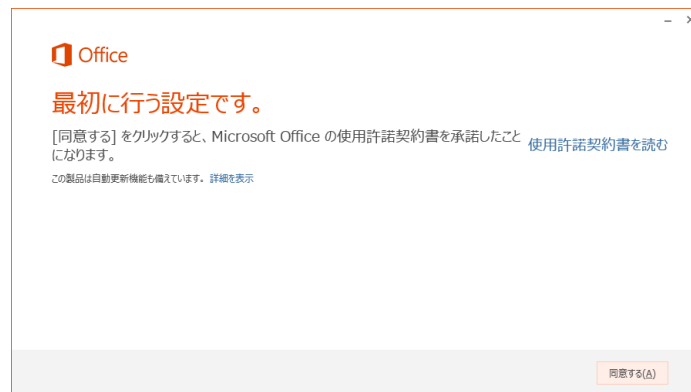 Office
最初に行う設定です。
[同意する] をクリックすると、Microsoft Office の使用許諾契約書を承諾したこと
になります。
使用許諾契約書を読む
この製品は自動更新機能も備えています。 詳細を表示
同意する(A)